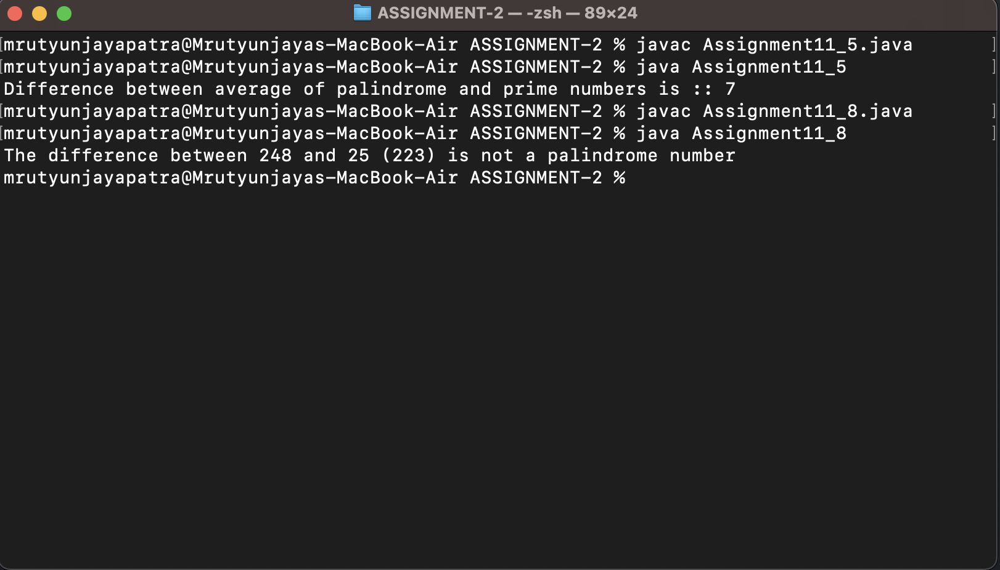 ASSIGNMENT-2 — -zsh — 89×24
[mrutyunjayapatra@Mrutyunjayas-MacBook-Air ASSIGNMENT-2 % javac Assignment11_5.java ]
[mrutyunjayapatra@Mrutyunjayas-MacBook-Air ASSIGNMENT-2 % java Assignment11_5 ]
Difference between average of palindrome and prime numbers is :: 7
[mrutyunjayapatra@Mrutyunjayas-MacBook-Air ASSIGNMENT-2 % javac Assignment11_8.java ]
[mrutyunjayapatra@Mrutyunjayas-MacBook-Air ASSIGNMENT-2 % java Assignment11_8 ]
The difference between 248 and 25 (223) is not a palindrome number
mrutyunjayapatra@Mrutyunjayas-MacBook-Air ASSIGNMENT-2 %